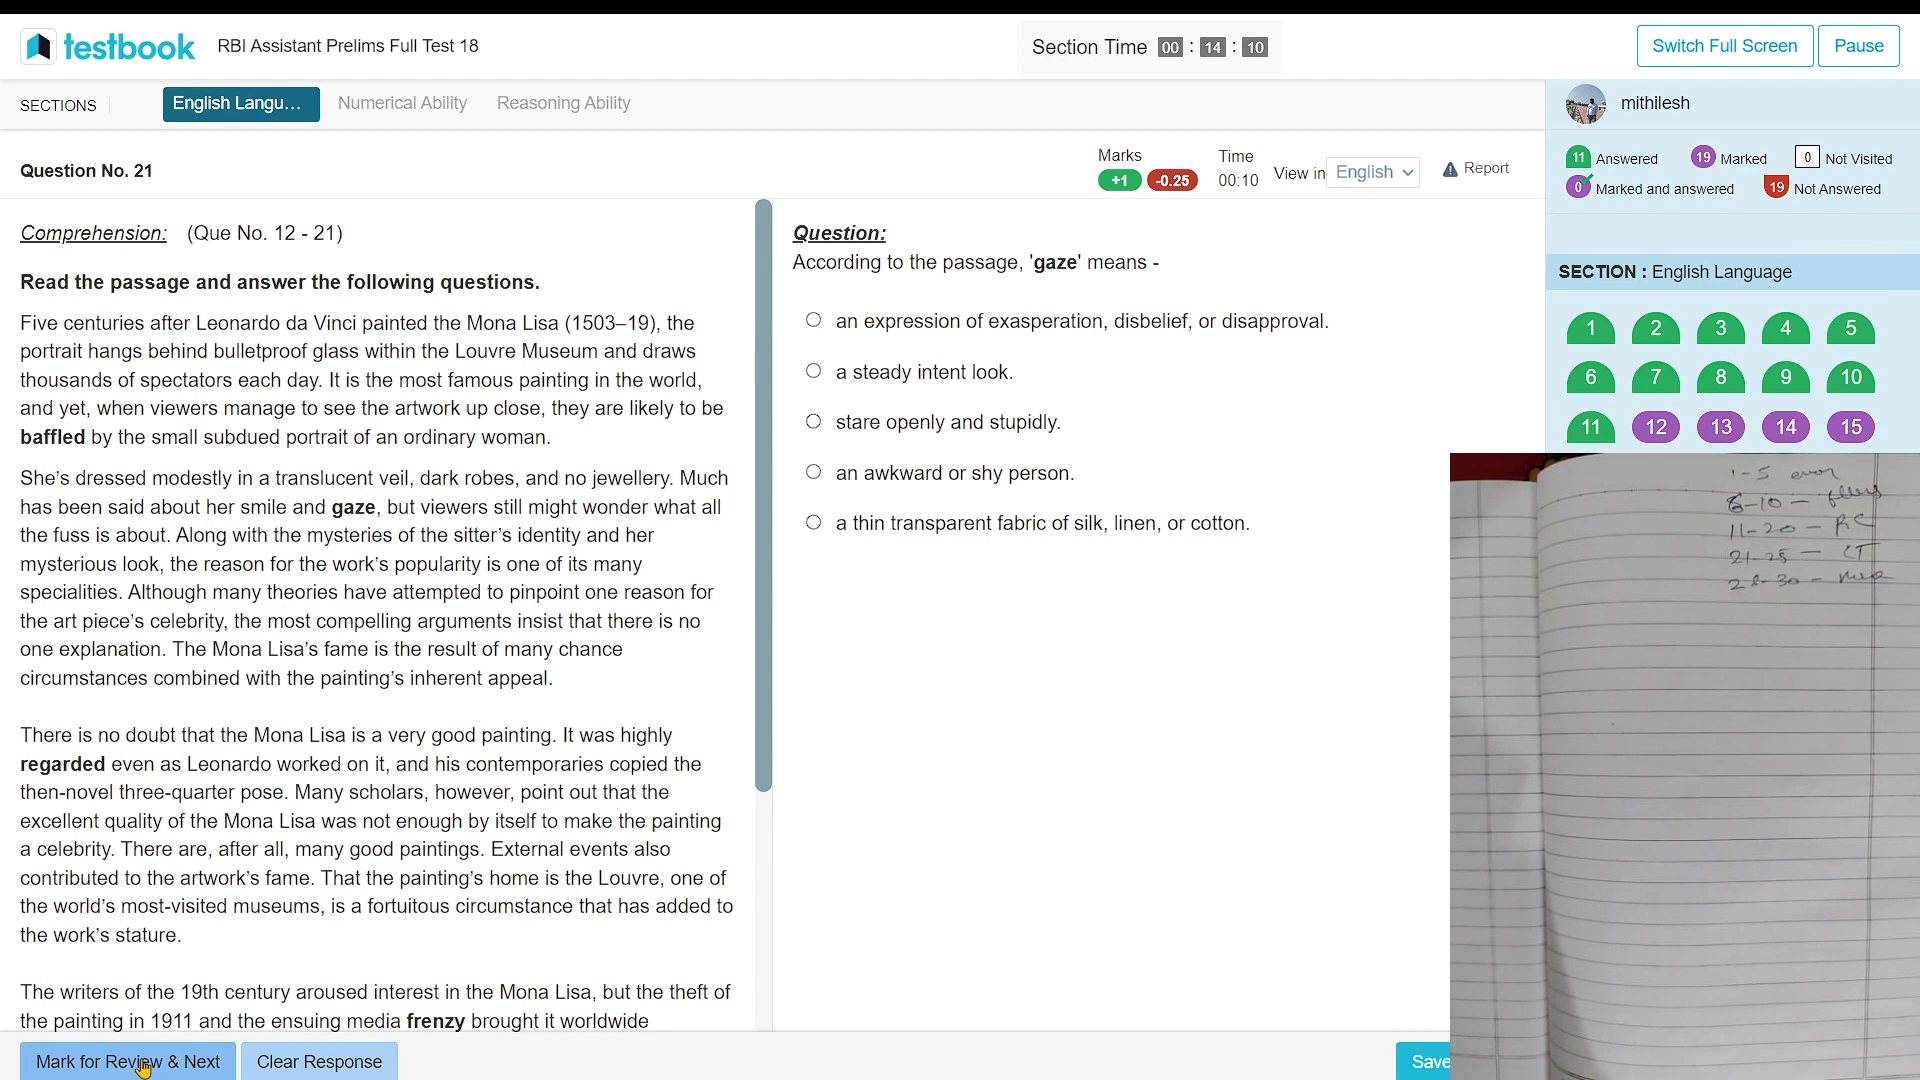 testbook
RBI Assistant Prelims Full Test 18
Section Time 00 : 14 : 10
Switch Full Screen
Pause
SECTIONS
English Langu...
Numerical Ability
Reasoning Ability
mithilesh
Question No. 21
Marks
+1 -0.25
Time
00:10
View in English
Report
11 Answered
19 Marked
0 Not Visited
0 Marked and answered
19 Not Answered
Comprehension: (Que No. 12 - 21)
Read the passage and answer the following questions.
Five centuries after Leonardo da Vinci painted the Mona Lisa (1503–19), the
portrait hangs behind bulletproof glass within the Louvre Museum and draws
thousands of spectators each day. It is the most famous painting in the world,
and yet, when viewers manage to see the artwork up close, they are likely to be
baffled by the small subdued portrait of an ordinary woman.
She's dressed modestly in a translucent veil, dark robes, and no jewellery. Much
has been said about her smile and gaze, but viewers still might wonder what all
the fuss is about. Along with the mysteries of the sitter's identity and her
mysterious look, the reason for the work's popularity is one of its many
specialities. Although many theories have attempted to pinpoint one reason for
the art piece's celebrity, the most compelling arguments insist that there is no
one explanation. The Mona Lisa's fame is the result of many chance
circumstances combined with the painting's inherent appeal.
There is no doubt that the Mona Lisa is a very good painting. It was highly
regarded even as Leonardo worked on it, and his contemporaries copied the
then-novel three-quarter pose. Many scholars, however, point out that the
excellent quality of the Mona Lisa was not enough by itself to make the painting
a celebrity. There are, after all, many good paintings. External events also
contributed to the artwork's fame. That the painting's home is the Louvre, one of
the world's most-visited museums, is a fortuitous circumstance that has added to
the work's stature.
The writers of the 19th century aroused interest in the Mona Lisa, but the theft of
the painting in 1911 and the ensuing media frenzy brought it worldwide
Question:
According to the passage, 'gaze' means -
an expression of exasperation, disbelief, or disapproval.
a steady intent look.
stare openly and stupidly.
an awkward or shy person.
a thin transparent fabric of silk, linen, or cotton.
SECTION : English Language
1 2 3 4 5
6 7 8 9 10
11 12 13 14 15
1-5
6-10 –
11-20 – RC
21-25 – CT
Mark for Review & Next
Clear Response
Save